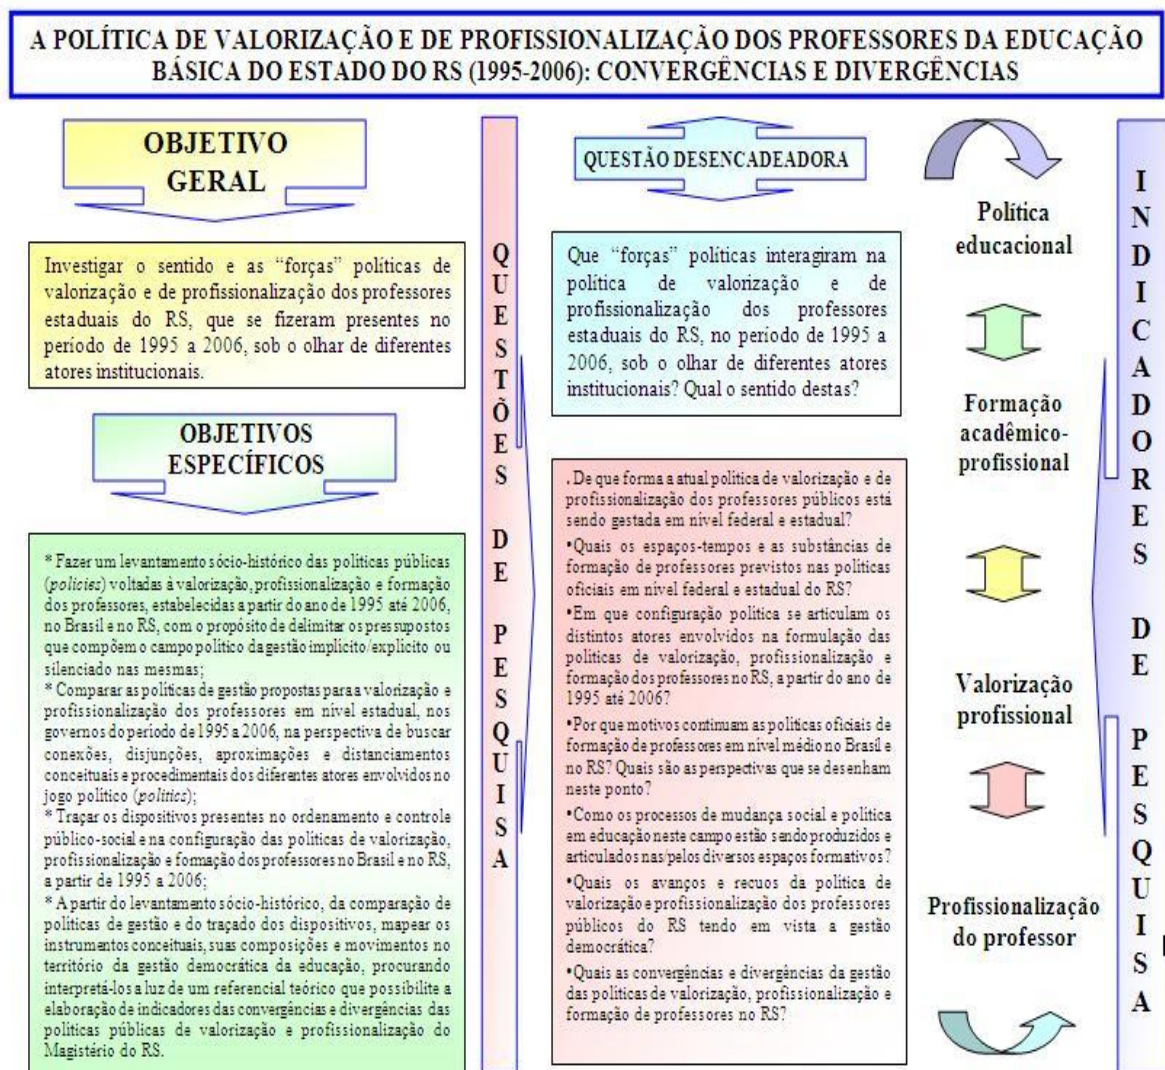 A POLÍTICA DE VALORIZAÇÃO E DE PROFISSIONALIZAÇÃO DOS PROFESSORES DA EDUCAÇÃO
BÁSICA DO ESTADO DO RS (1995-2006): CONVERGÊNCIAS E DIVERGÊNCIAS
OBJETIVO
GERAL
Investigar o sentido e as “forças” políticas de
valorização e de profissionalização dos professores
estaduais do RS, que se fizeram presentes no
período de 1995 a 2006, sob o olhar de diferentes
atores institucionais.
OBJETIVOS
ESPECÍFICOS
* Fazer um levantamento sócio-histórico das políticas públicas
(policies) voltadas à valorização, profissionalização e formação
dos professores, estabelecidas a partir do ano de 1995 até 2006,
no Brasil e no RS, com o propósito de delimitar os pressupostos
que compõem o campo político da gestão implícito/explícito ou
silenciado nas mesmas;
* Comparar as políticas de gestão propostas para a valorização e
profissionalização dos professores em nível estadual, nos
governos do período de 1995 a 2006, na perspectiva de buscar
conexões, disjunções, aproximações e distanciamentos
conceituais e procedimentais dos diferentes atores envolvidos no
jogo político (politics);
* Traçar os dispositivos presentes no ordenamento e controle
público-social e na configuração das políticas de valorização,
profissionalização e formação dos professores no Brasil e no RS,
a partir de 1995 a 2006;
* A partir do levantamento sócio-histórico, da comparação de
políticas de gestão e do traçado dos dispositivos, mapear os
instrumentos conceituais, suas composições e movimentos no
território da gestão democrática da educação, procurando
interpretá-los a luz de um referencial teórico que possibilite a
elaboração de indicadores das convergências e divergências das
políticas públicas de valorização e profissionalização do
Magistério do RS.
QUESTÕES DE PESQUISA
QUESTÃO DESENCADEADORA
Que “forças” políticas interagiram na
política de valorização e de
profissionalização dos professores
estaduais do RS, no período de 1995 a
2006, sob o olhar de diferentes atores
institucionais? Qual o sentido destas?
. De que forma a atual política de valorização e de
profissionalização dos professores públicos está
sendo gestada em nível federal e estadual?
•Quais os espaços-tempos e as substâncias de
formação de professores previstos nas políticas
oficiais em nível federal e estadual do RS?
•Em que configuração política se articulam os
distintos atores envolvidos na formulação das
políticas de valorização, profissionalização e
formação dos professores no RS, a partir do ano de
1995 até 2006?
•Por que motivos continuam as políticas oficiais de
formação de professores em nível médio no Brasil e
no RS? Quais são as perspectivas que se desenham
neste ponto?
•Como os processos de mudança social e política
em educação neste campo estão sendo produzidos e
articulados nas/pelos diversos espaços formativos?
•Quais os avanços e recuos da política de
valorização e profissionalização dos professores
públicos do RS tendo em vista a gestão
democrática?
•Quais as convergências e divergências da gestão
das políticas de valorização, profissionalização e
formação de professores no RS?
Política
educacional
Formação
acadêmico-
profissional
Valorização
profissional
Profissionalização
do professor
INDICADORES DE PESQUISA